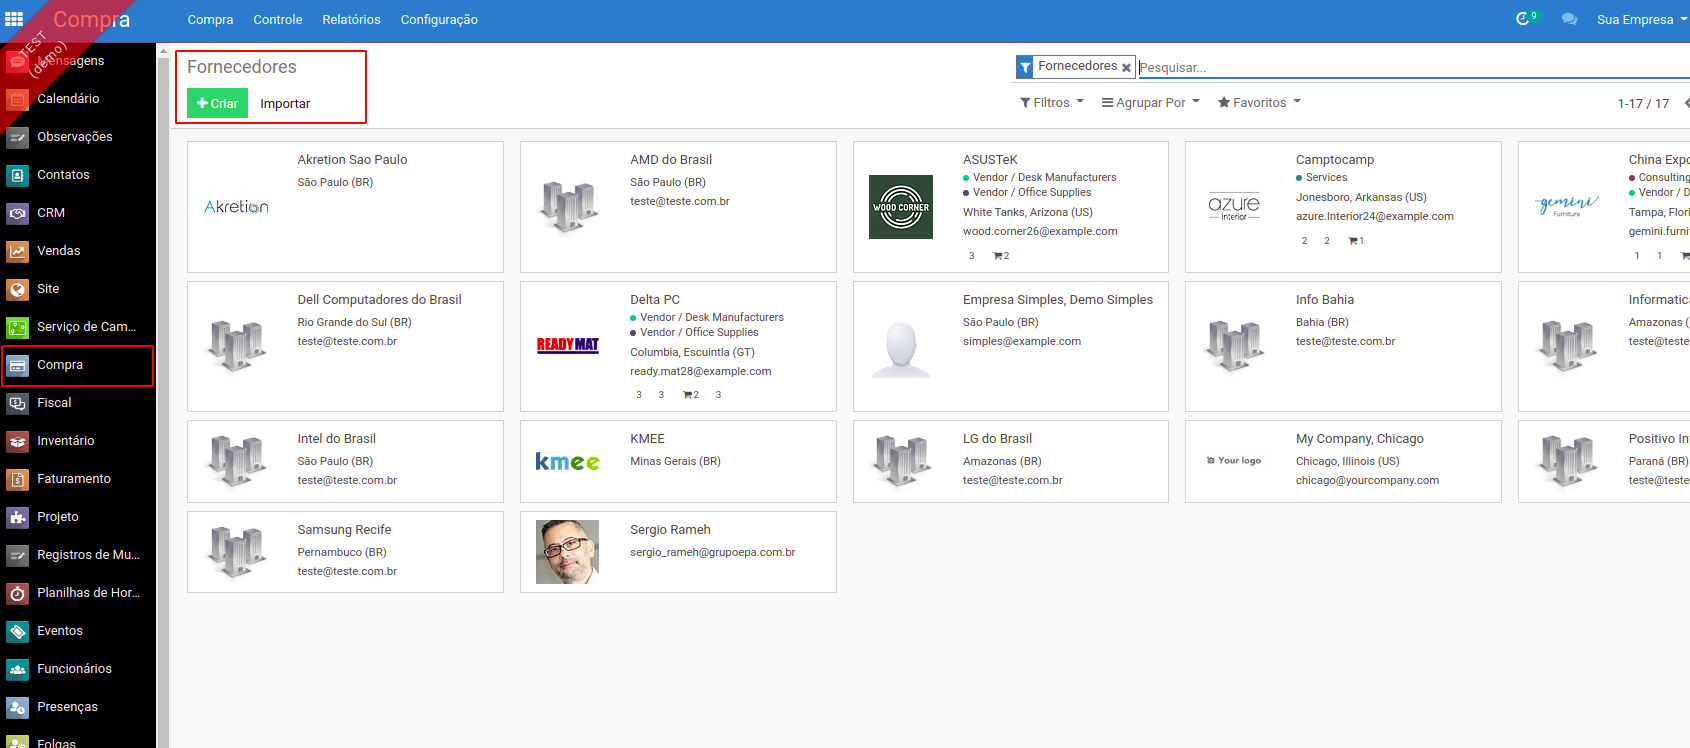 Compra
Compra Controle Relatórios Configuração
9
Sua Empresa
TEST
(demo)
Mensagens
Calendário
Observações
Contatos
CRM
Vendas
Site
Serviço de Cam...
Compra
Fiscal
Inventário
Faturamento
Projeto
Registros de Mu...
Planilhas de Hor...
Eventos
Funcionários
Presenças
Folgas
Fornecedores
Criar Importar
Fornecedores Pesquisar...
Filtros Agrupar Por Favoritos
1-17 / 17
Akretion
Akretion Sao Paulo
São Paulo (BR)
AMD do Brasil
São Paulo (BR)
teste@teste.com.br
WOOD CORNER
ASUSTeK
Vendor / Desk Manufacturers
Vendor / Office Supplies
White Tanks, Arizona (US)
wood.corner26@example.com
3 2
azure
interior
Camptocamp
Services
Jonesboro, Arkansas (US)
azure.Interior24@example.com
2 2 1
gemini
Furniture
China Expo
Consulting
Vendor / D
Tampa, Flori
gemini.furni
1 1
Dell Computadores do Brasil
Rio Grande do Sul (BR)
teste@teste.com.br
READY MAT
Delta PC
Vendor / Desk Manufacturers
Vendor / Office Supplies
Columbia, Escuintla (GT)
ready.mat28@example.com
3 3 2 3
Empresa Simples, Demo Simples
São Paulo (BR)
simples@example.com
Info Bahia
Bahia (BR)
teste@teste.com.br
Informatica
Amazonas (
teste@teste
Intel do Brasil
São Paulo (BR)
teste@teste.com.br
kmee
KMEE
Minas Gerais (BR)
LG do Brasil
Amazonas (BR)
teste@teste.com.br
Your logo
My Company, Chicago
Chicago, Illinois (US)
chicago@yourcompany.com
Positivo In
Paraná (BR)
teste@teste
Samsung Recife
Pernambuco (BR)
teste@teste.com.br
Sergio Rameh
sergio_rameh@grupoepa.com.br